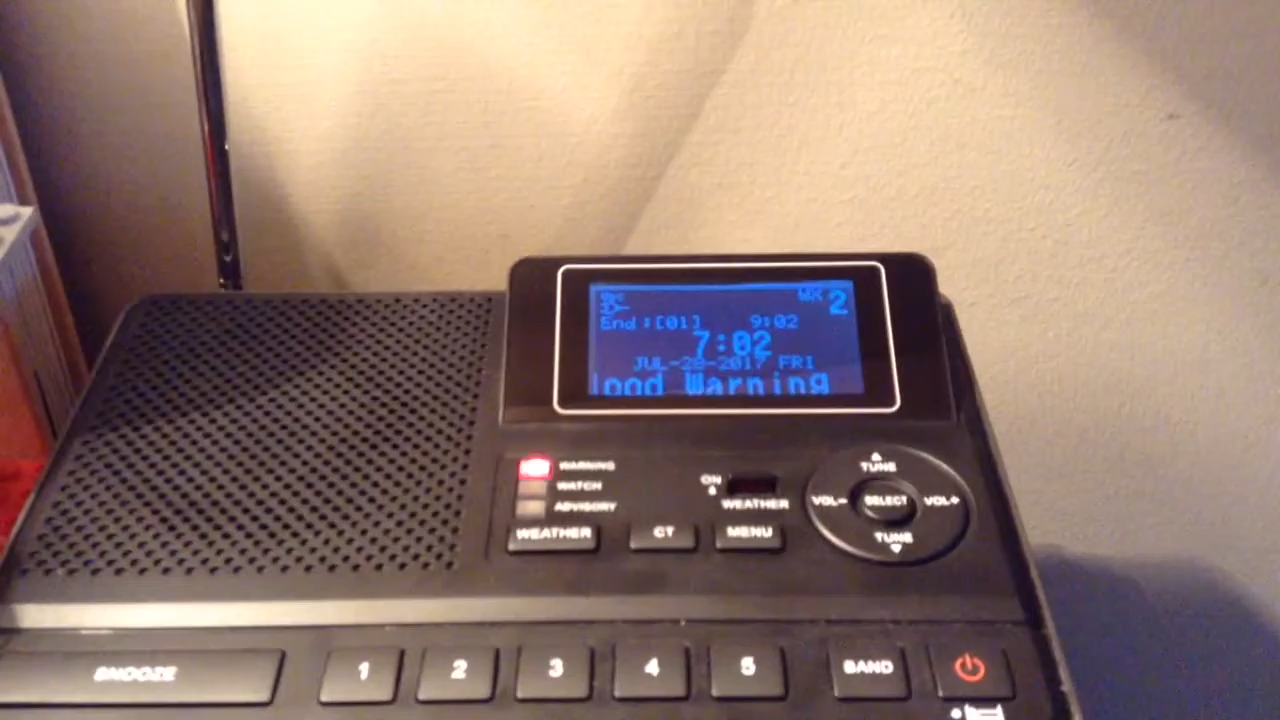 WX 2
End:[01] 9:02
7:02
JUL-28-2017 FRI
lood Warning
WARNING
WATCH
ADVISORY
ON
WEATHER
WEATHER
CT
MENU
TUNE
VOL-
SELECT
VOL+
TUNE
SNOOZE
1
2
3
4
5
BAND